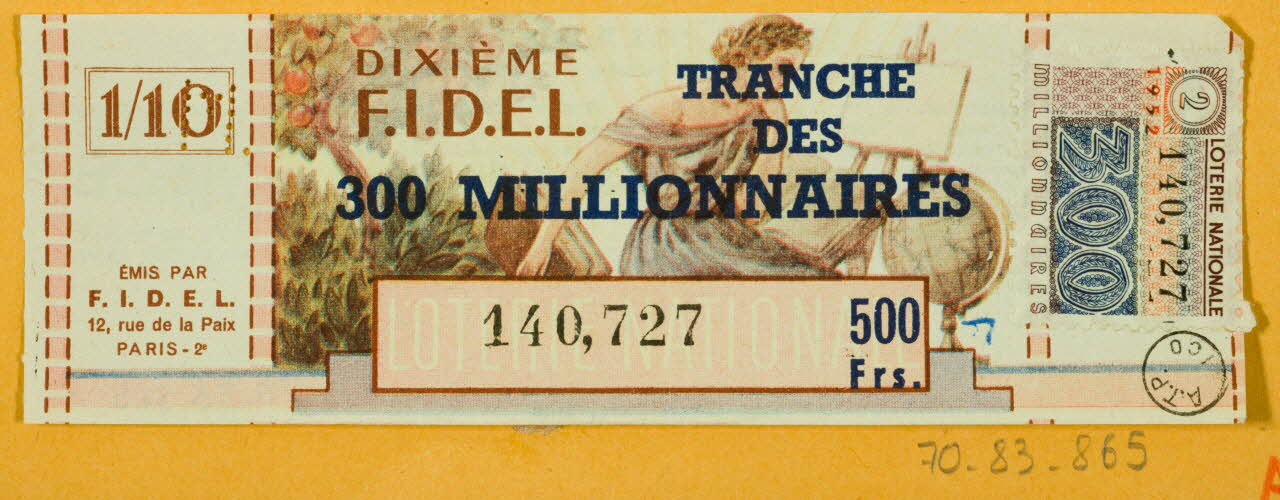 1/10
ÉMIS PAR
F. I. D. E. L.
12, rue de la Paix
PARIS - 2e
DIXIÈME
F.I.D.E.L.
TRANCHE
DES
300 MILLIONNAIRES
LOTERIE NATIONALE
140,727
500
Frs.
7
millionnaires
300
1952
140,727
2
LOTERIE NATIONALE
A.T.P
70-83-865